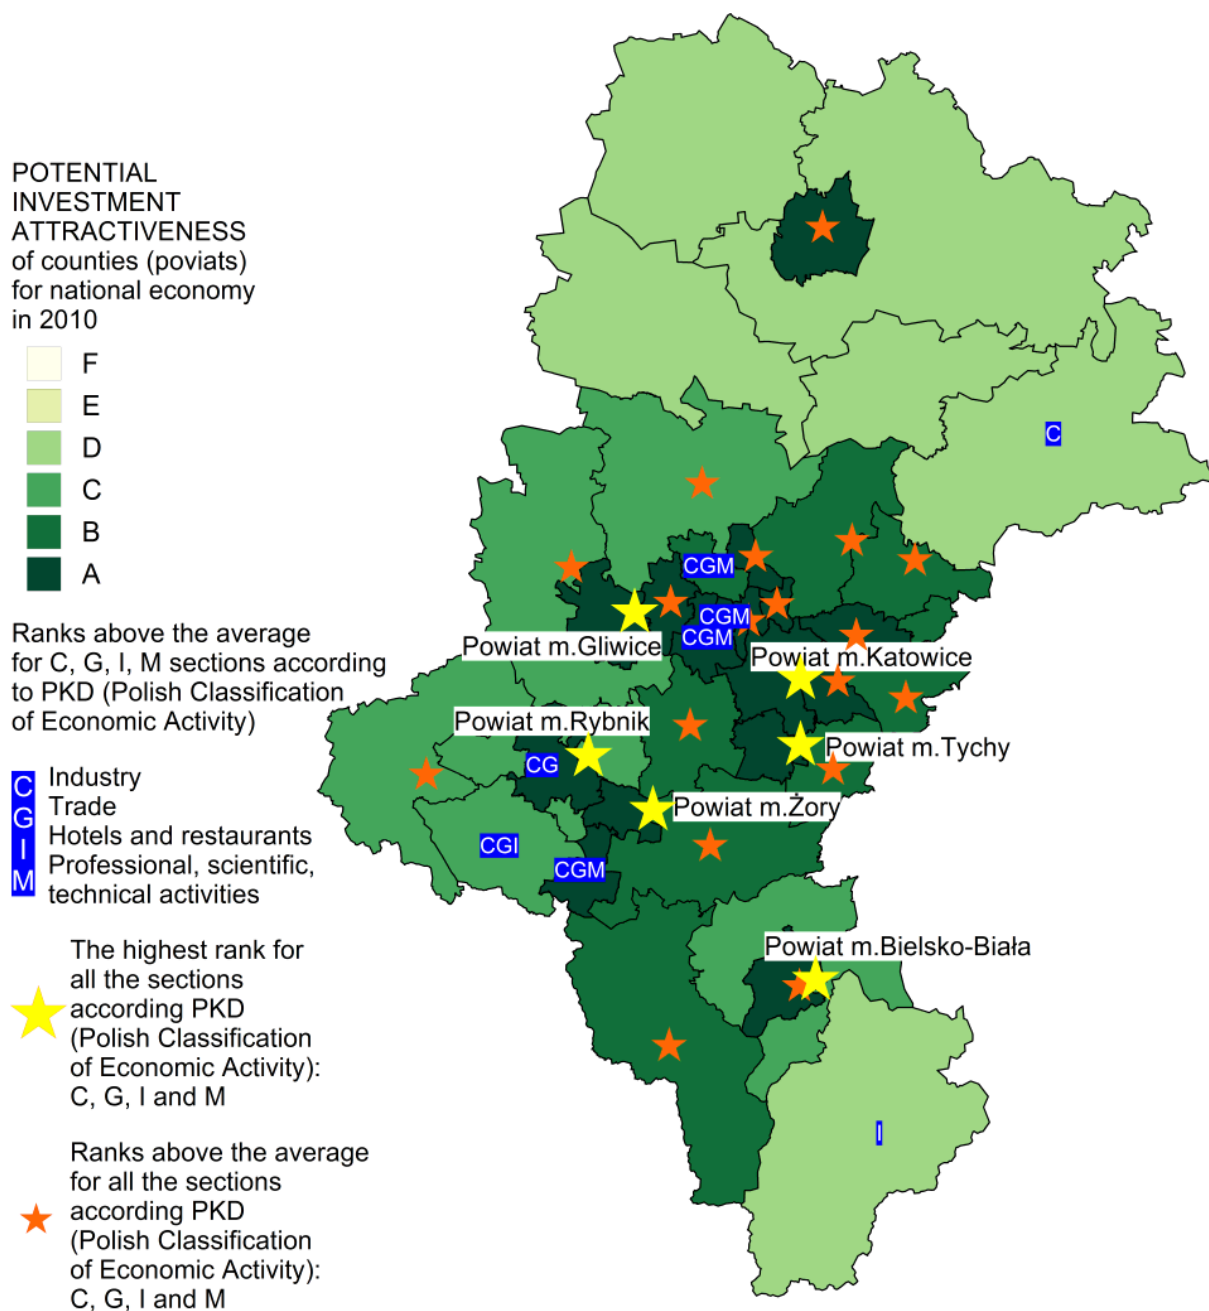 POTENTIAL
INVESTMENT
ATTRACTIVENESS
of counties (poviats)
for national economy
in 2010
F
E
D
C
B
A
Ranks above the average
for C, G, I, M sections according
to PKD (Polish Classification
of Economic Activity)
C Industry
G Trade
I Hotels and restaurants
M Professional, scientific,
technical activities
The highest rank for
all the sections
according PKD
(Polish Classification
of Economic Activity):
C, G, I and M
Ranks above the average
for all the sections
according PKD
(Polish Classification
of Economic Activity):
C, G, I and M
C
CGM
CGM
CGM
Powiat m.Gliwice
Powiat m.Katowice
Powiat m.Rybnik
Powiat m.Tychy
CG
Powiat m.Żory
CGI
CGM
Powiat m.Bielsko-Biała
I